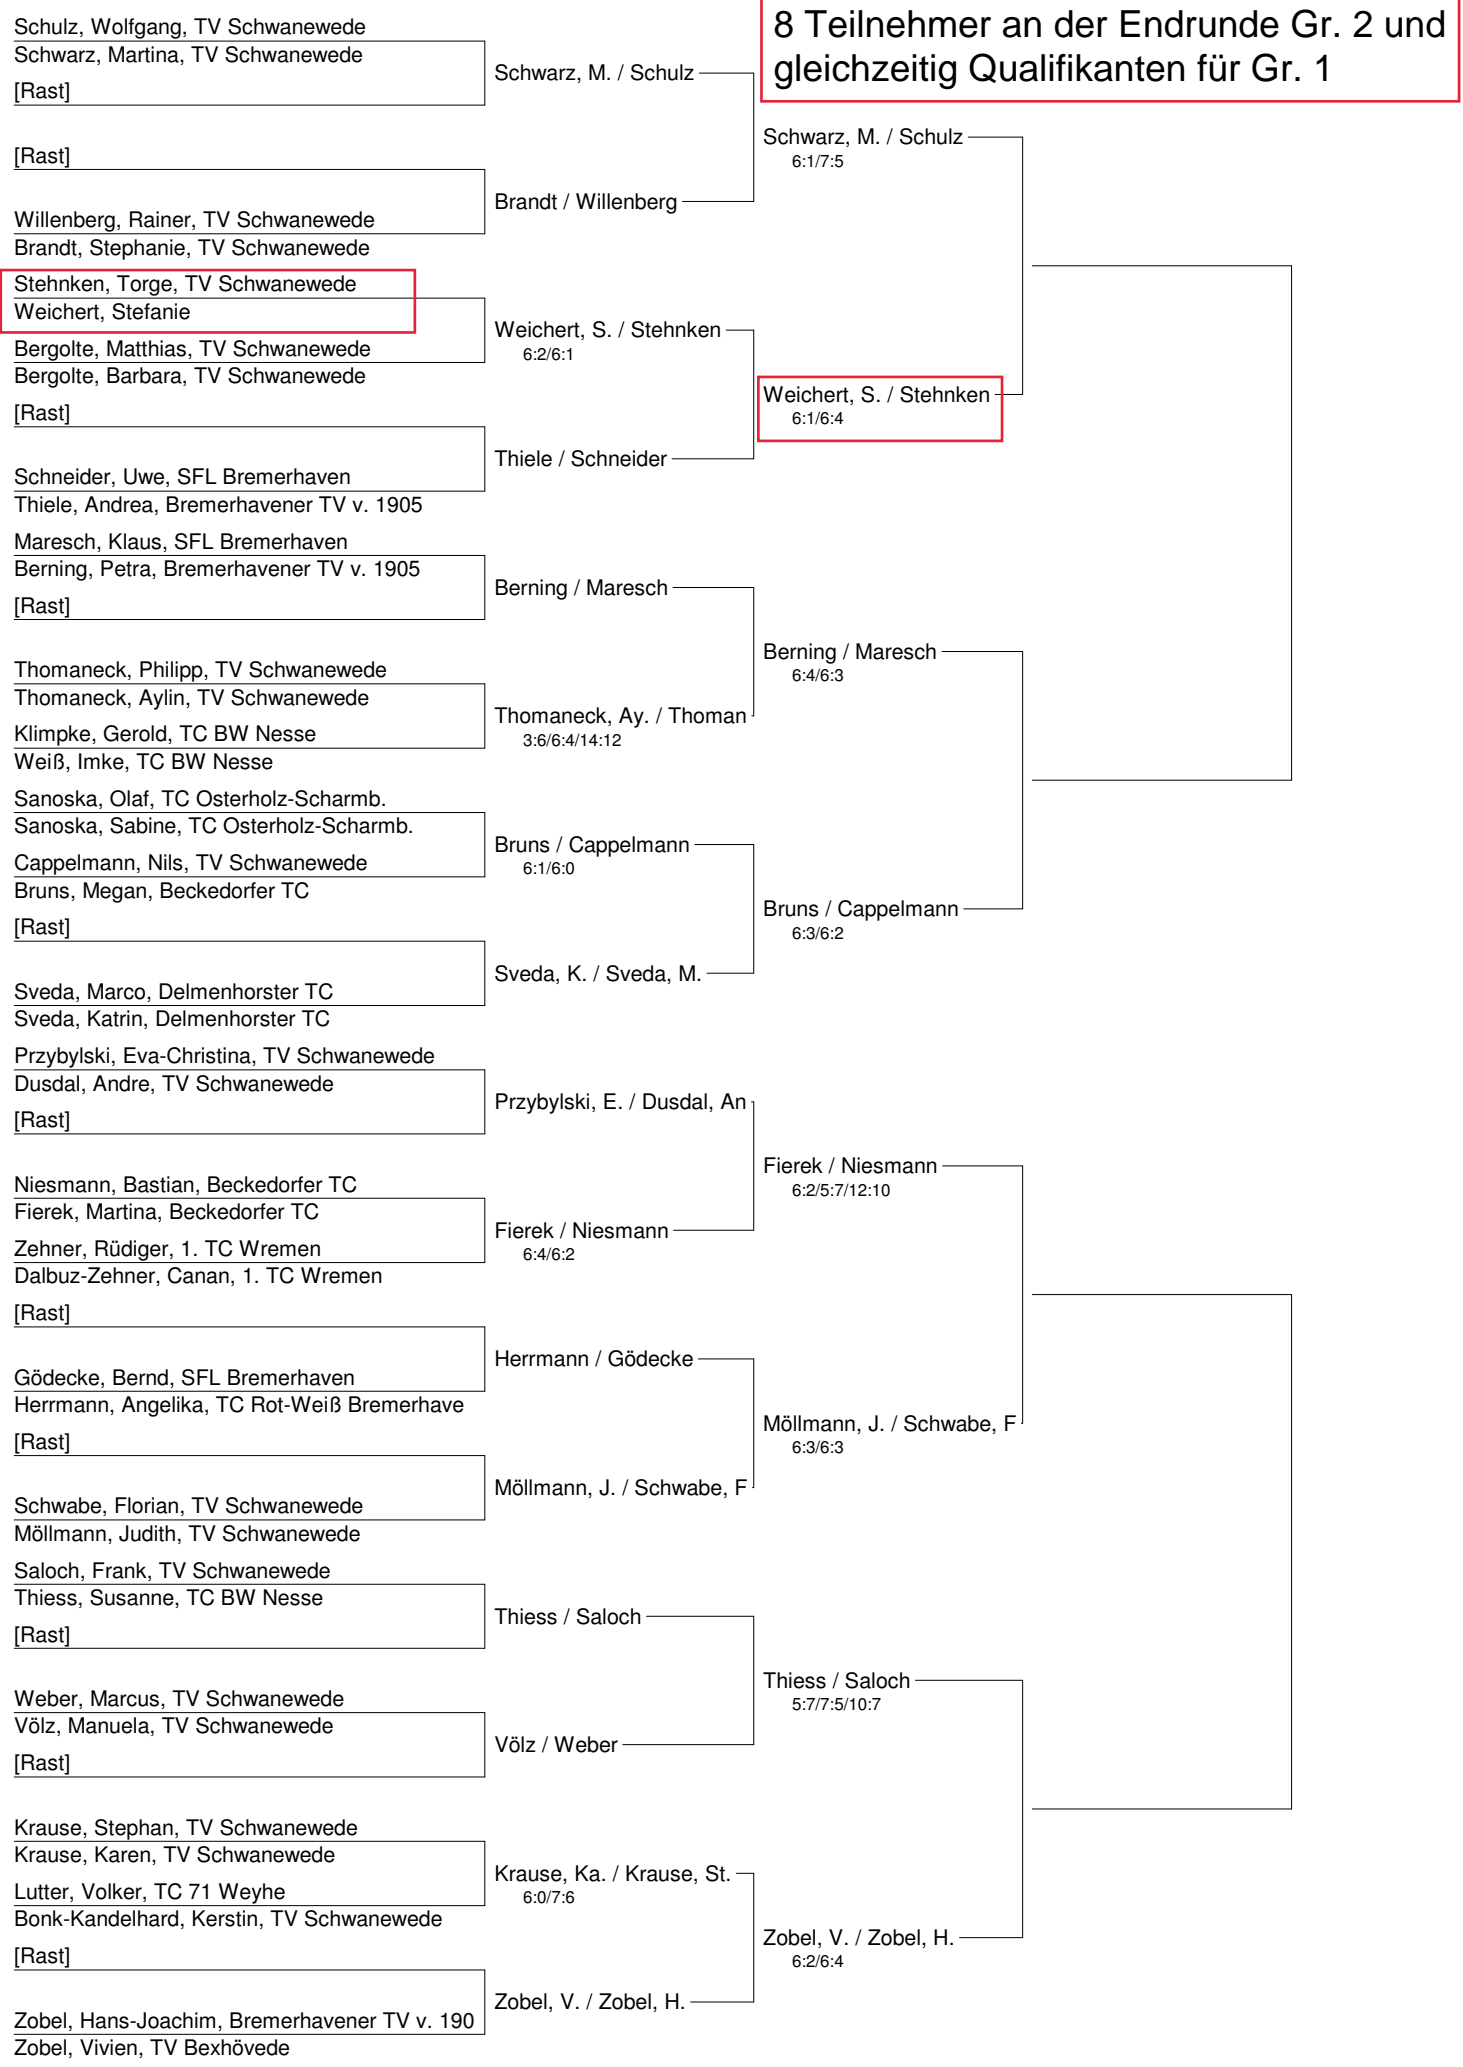 8 Teilnehmer an der Endrunde Gr. 2 und
gleichzeitig Qualifikanten für Gr. 1
Schulz, Wolfgang, TV Schwanewede
Schwarz, Martina, TV Schwanewede
[Rast]
[Rast]
Willenberg, Rainer, TV Schwanewede
Brandt, Stephanie, TV Schwanewede
Stehnken, Torge, TV Schwanewede
Weichert, Stefanie
Bergolte, Matthias, TV Schwanewede
Bergolte, Barbara, TV Schwanewede
[Rast]
Schneider, Uwe, SFL Bremerhaven
Thiele, Andrea, Bremerhavener TV v. 1905
Maresch, Klaus, SFL Bremerhaven
Berning, Petra, Bremerhavener TV v. 1905
[Rast]
Thomaneck, Philipp, TV Schwanewede
Thomaneck, Aylin, TV Schwanewede
Klimpke, Gerold, TC BW Nesse
Weiß, Imke, TC BW Nesse
Sanoska, Olaf, TC Osterholz-Scharmb.
Sanoska, Sabine, TC Osterholz-Scharmb.
Cappelmann, Nils, TV Schwanewede
Bruns, Megan, Beckedorfer TC
[Rast]
Sveda, Marco, Delmenhorster TC
Sveda, Katrin, Delmenhorster TC
Przybylski, Eva-Christina, TV Schwanewede
Dusdal, Andre, TV Schwanewede
[Rast]
Niesmann, Bastian, Beckedorfer TC
Fierek, Martina, Beckedorfer TC
Zehner, Rüdiger, 1. TC Wremen
Dalbuz-Zehner, Canan, 1. TC Wremen
[Rast]
Gödecke, Bernd, SFL Bremerhaven
Herrmann, Angelika, TC Rot-Weiß Bremerhave
[Rast]
Schwabe, Florian, TV Schwanewede
Möllmann, Judith, TV Schwanewede
Saloch, Frank, TV Schwanewede
Thiess, Susanne, TC BW Nesse
[Rast]
Weber, Marcus, TV Schwanewede
Völz, Manuela, TV Schwanewede
[Rast]
Krause, Stephan, TV Schwanewede
Krause, Karen, TV Schwanewede
Lutter, Volker, TC 71 Weyhe
Bonk-Kandelhard, Kerstin, TV Schwanewede
[Rast]
Zobel, Hans-Joachim, Bremerhavener TV v. 190
Zobel, Vivien, TV Bexhövede
Schwarz, M. / Schulz
Brandt / Willenberg
Weichert, S. / Stehnken
6:2/6:1
Thiele / Schneider
Berning / Maresch
Thomaneck, Ay. / Thoman
3:6/6:4/14:12
Bruns / Cappelmann
6:1/6:0
Sveda, K. / Sveda, M.
Przybylski, E. / Dusdal, An
Fierek / Niesmann
6:4/6:2
Herrmann / Gödecke
Möllmann, J. / Schwabe, F
Thiess / Saloch
Völz / Weber
Krause, Ka. / Krause, St.
6:0/7:6
Zobel, V. / Zobel, H.
Schwarz, M. / Schulz
6:1/7:5
Weichert, S. / Stehnken
6:1/6:4
Berning / Maresch
6:4/6:3
Bruns / Cappelmann
6:3/6:2
Fierek / Niesmann
6:2/5:7/12:10
Möllmann, J. / Schwabe, F
6:3/6:3
Thiess / Saloch
5:7/7:5/10:7
Zobel, V. / Zobel, H.
6:2/6:4